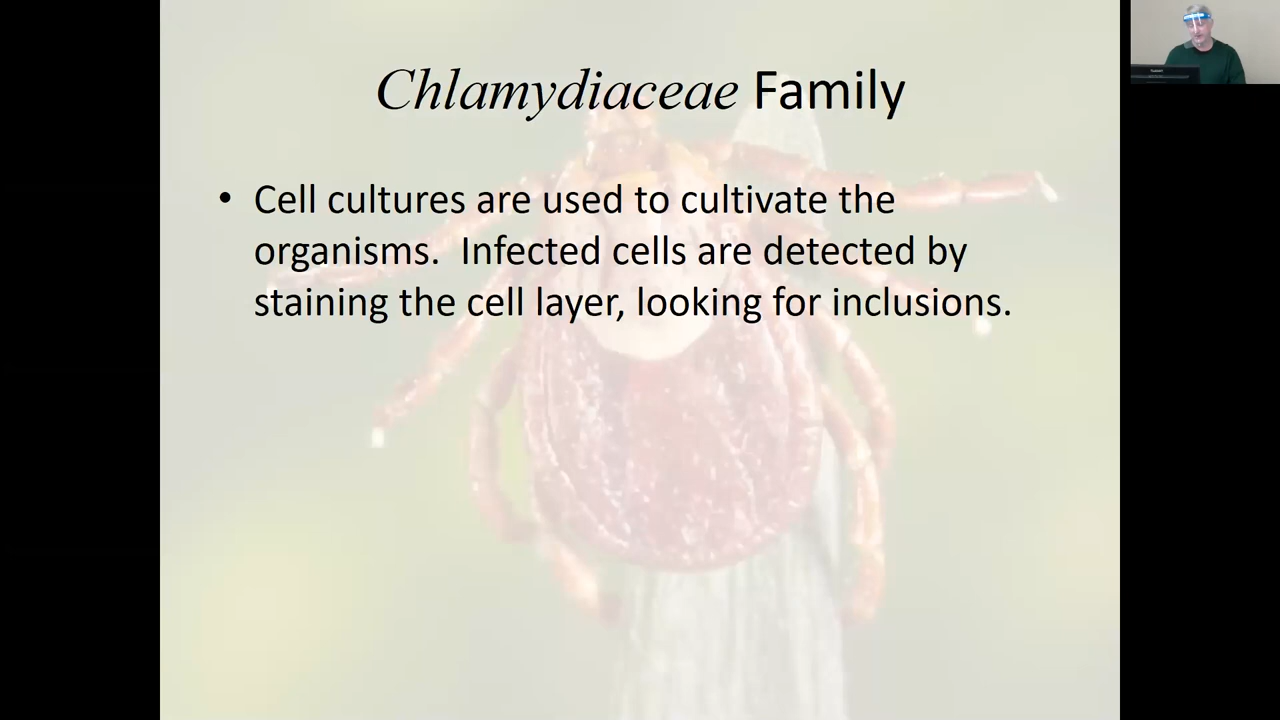 Chlamydiaceae Family
• Cell cultures are used to cultivate the
organisms.  Infected cells are detected by
staining the cell layer, looking for inclusions.